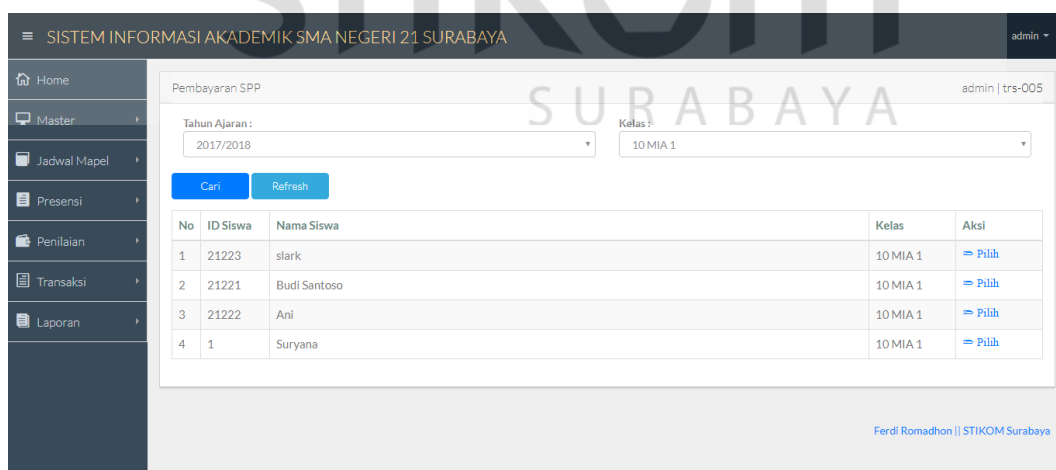 STIKOM
SURABAYA
≡ SISTEM INFORMASI AKADEMIK SMA NEGERI 21 SURABAYA
admin
Home
Master
Jadwal Mapel
Presensi
Penilaian
Transaksi
Laporan
Pembayaran SPP
admin | trs-005
Tahun Ajaran :
Kelas :
2017/2018
10 MIA 1
Cari Refresh
No ID Siswa Nama Siswa Kelas Aksi
1 21223 slark 10 MIA 1 Pilih
2 21221 Budi Santoso 10 MIA 1 Pilih
3 21222 Ani 10 MIA 1 Pilih
4 1 Suryana 10 MIA 1 Pilih
Ferdi Romadhon || STIKOM Surabaya